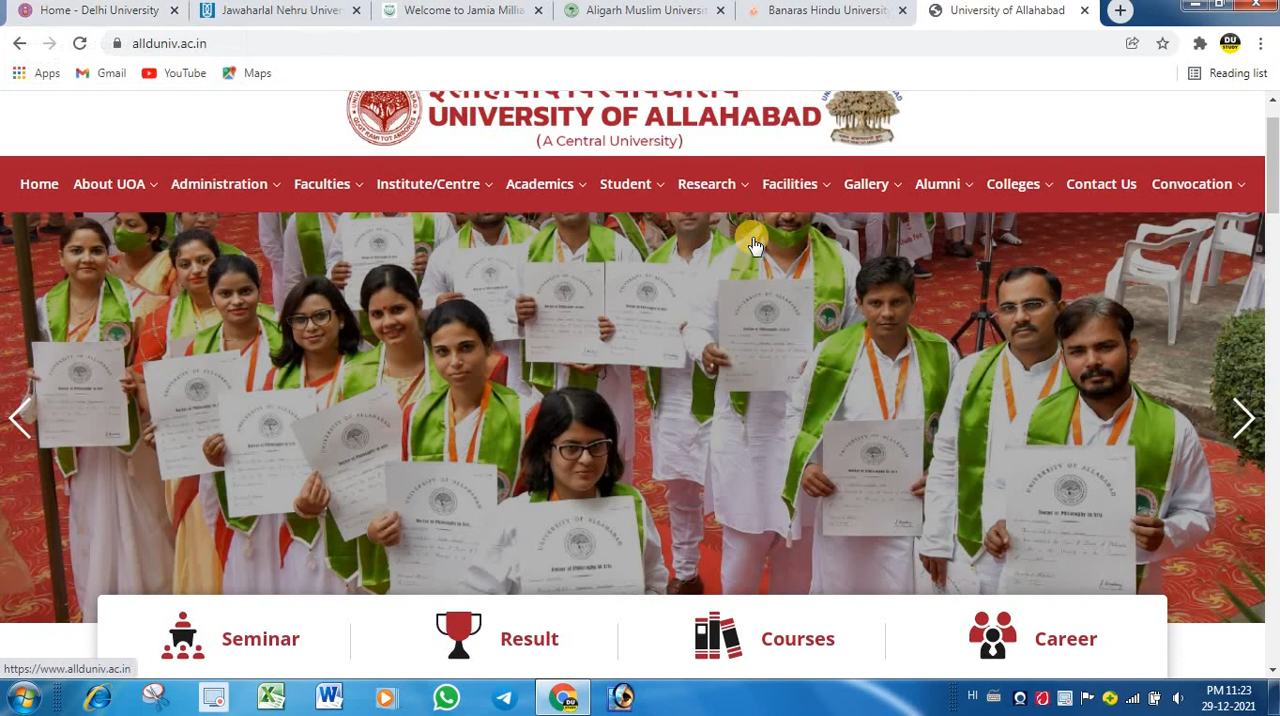 Home - Delhi University
Jawaharlal Nehru Univer
Welcome to Jamia Millia
Aligarh Muslim Universit
Banaras Hindu Universit
University of Allahabad
allduniv.ac.in
DU
STUDY
Apps
Gmail
YouTube
Maps
Reading list
UNIVERSITY OF ALLAHABAD
(A Central University)
Home
About UOA
Administration
Faculties
Institute/Centre
Academics
Student
Research
Facilities
Gallery
Alumni
Colleges
Contact Us
Convocation
Seminar
Result
Courses
Career
https://www.allduniv.ac.in
HI
PM 11:23
29-12-2021